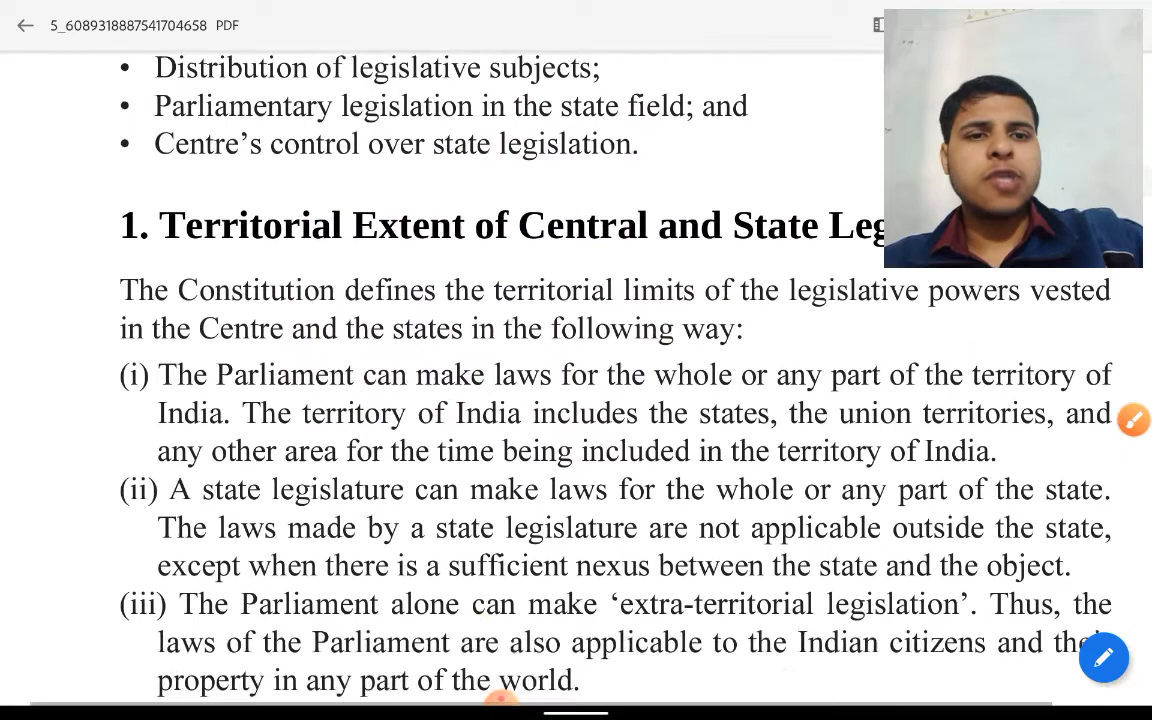 5_6089318887541704658 PDF
• Distribution of legislative subjects;
• Parliamentary legislation in the state field; and
• Centre’s control over state legislation.
1. Territorial Extent of Central and State Leg
The Constitution defines the territorial limits of the legislative powers vested
in the Centre and the states in the following way:
(i) The Parliament can make laws for the whole or any part of the territory of
India. The territory of India includes the states, the union territories, and
any other area for the time being included in the territory of India.
(ii) A state legislature can make laws for the whole or any part of the state.
The laws made by a state legislature are not applicable outside the state,
except when there is a sufficient nexus between the state and the object.
(iii) The Parliament alone can make ‘extra-territorial legislation’. Thus, the
laws of the Parliament are also applicable to the Indian citizens and their
property in any part of the world.